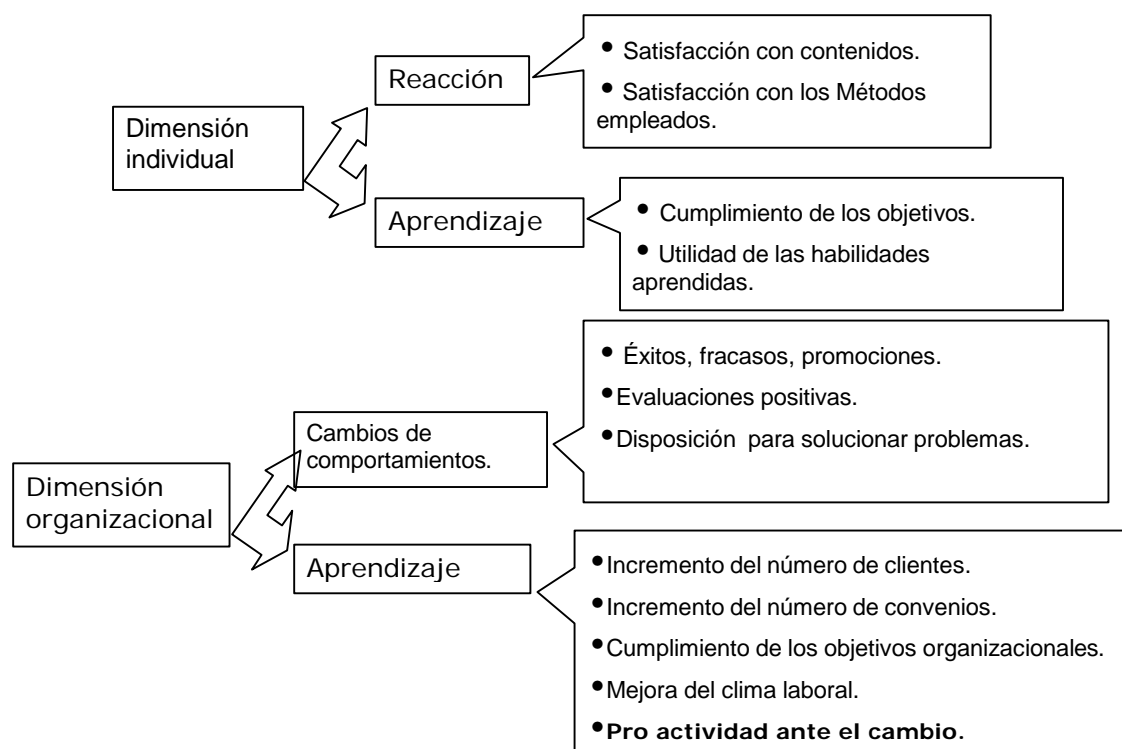 Dimensión
individual
Reacción
• Satisfacción con contenidos.
• Satisfacción con los Métodos
empleados.
Aprendizaje
• Cumplimiento de los objetivos.
• Utilidad de las habilidades
aprendidas.
Dimensión
organizacional
Cambios de
comportamientos.
• Éxitos, fracasos, promociones.
•Evaluaciones positivas.
•Disposición para solucionar problemas.
Aprendizaje
•Incremento del número de clientes.
•Incremento del número de convenios.
•Cumplimiento de los objetivos organizacionales.
•Mejora del clima laboral.
•Pro actividad ante el cambio.